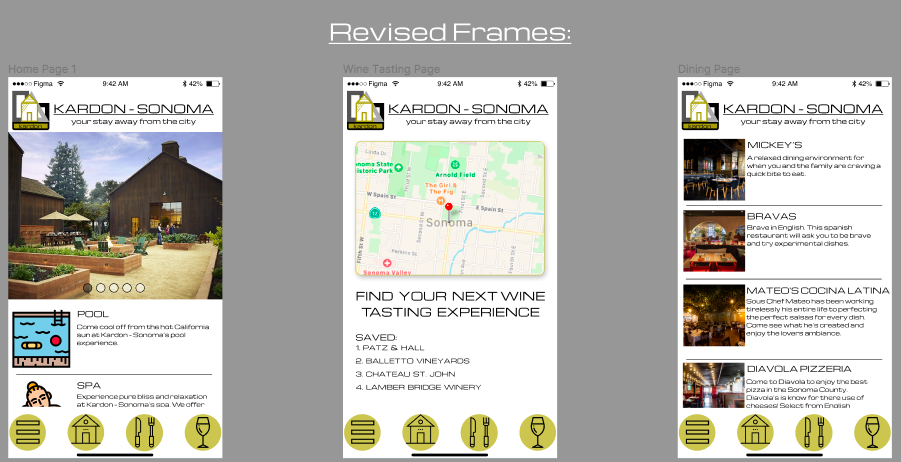 Revised Frames:
Home Page 1
Figma 9:42 AM 42%
kardon
KARDON - SONOMA
your stay away from the city
POOL
Come cool off from the hot California
sun at Kardon - Sonoma's pool
experience.
SPA
Experience pure bliss and relaxation
at Kardon - Sonoma's spa. We offer
Wine Tasting Page
Figma 9:42 AM 42%
kardon
KARDON - SONOMA
your stay away from the city
Linda Dr
onoma State
istoric Park
Arnold Field
The Girl &
The Fig
W Spain St
E Spain St
12
Sonoma
Fifth St W
Sonoma Valley
Fourth St E
FIND YOUR NEXT WINE
TASTING EXPERIENCE
SAVED:
1. PATZ & HALL
2. BALLETTO VINEYARDS
3. CHATEAU ST. JOHN
4. LAMBER BRIDGE WINERY
Dining Page
Figma 9:42 AM 42%
kardon
KARDON - SONOMA
your stay away from the city
MICKEY'S
A relaxed dining environment for
when you and the family are craving a
quick bite to eat.
BRAVAS
Brave in English. This spanish
restaurant will ask you to be brave
and try experimental dishes.
MATEO'S COCINA LATINA
Sous Chef Mateo has been working
tirelessly his entire life to perfecting
the perfect salsas for every dish.
Come see what he's created and
enjoy the lovers ambiance.
DIAVOLA PIZZERIA
Come to Diavola to enjoy the best
pizza in the Sonoma County.
Diavola's is know for there use of
cheeses! Select from English